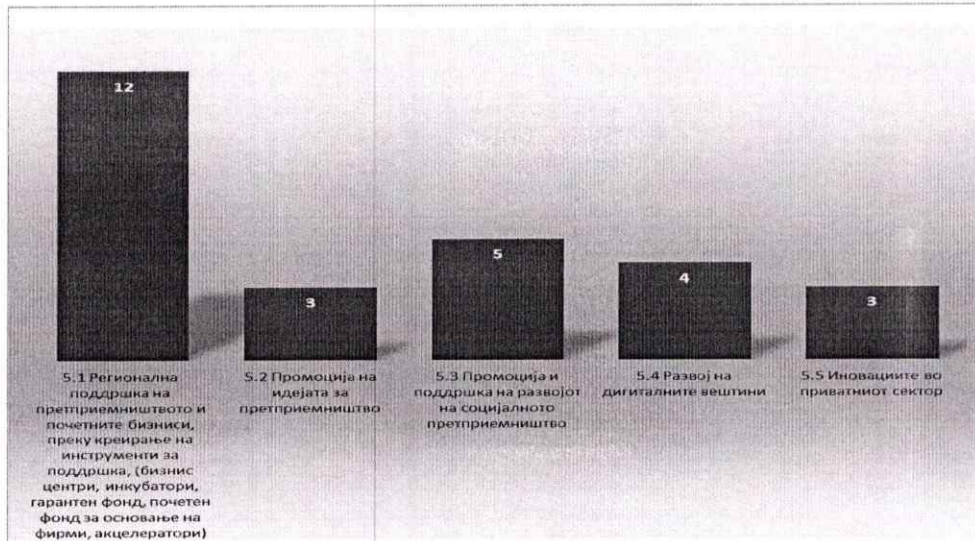 12
3
5
4
3
5.1 Регионална
поддршка на
претприемништвото и
почетните бизниси,
преку креирање на
инструменти за
поддршка, (бизнис
центри, инкубатори,
гарантен фонд, почетен
фонд за основање на
фирми, акцелератори)
5.2 Промоција на
идејата за
претприемништво
5.3 Промоција и
поддршка на развојот
на социјалното
претприемништво
5.4 Развој на
дигиталните вештини
5.5 Иновациите во
приватниот сектор